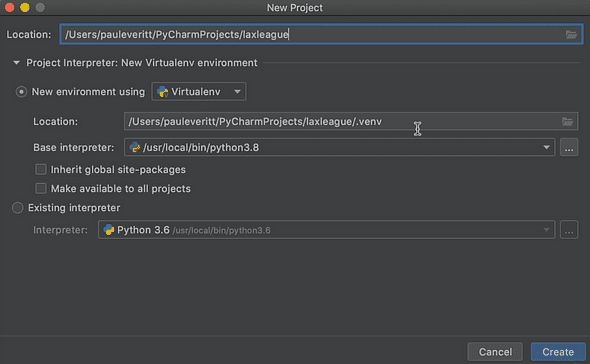 New Project
Location: /Users/pauleveritt/PyCharmProjects/laxleague
Project Interpreter: New Virtualenv environment
New environment using Virtualenv
Location: /Users/pauleveritt/PyCharmProjects/laxleague/.venv
Base interpreter: /usr/local/bin/python3.8 ...
Inherit global site-packages
Make available to all projects
Existing interpreter
Interpreter: Python 3.6 /usr/local/bin/python3.6 ...
Cancel Create